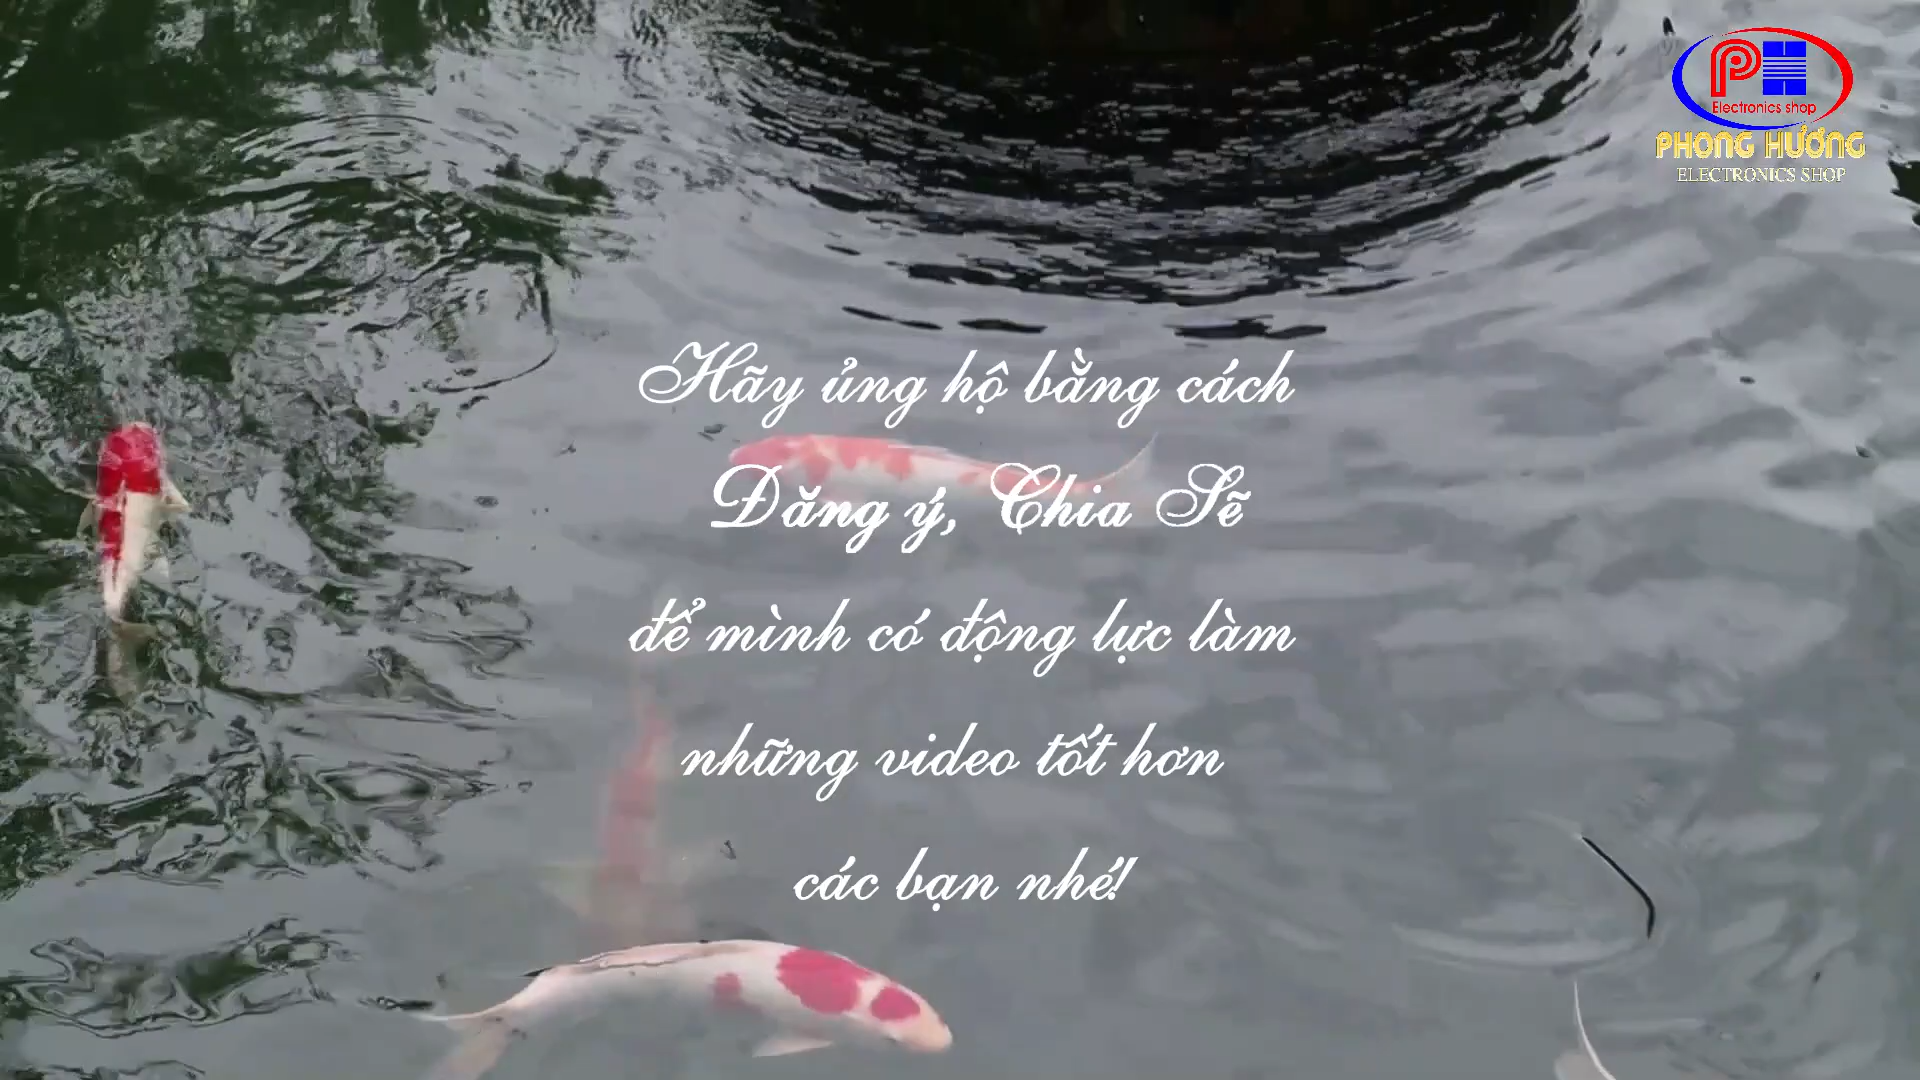 PH
Electronics shop
PHONG HƯƠNG
ELECTRONICS SHOP
Hãy ủng hộ bằng cách
Đăng ý, Chia Sẽ
để mình có động lực làm
những video tốt hơn
các bạn nhé!